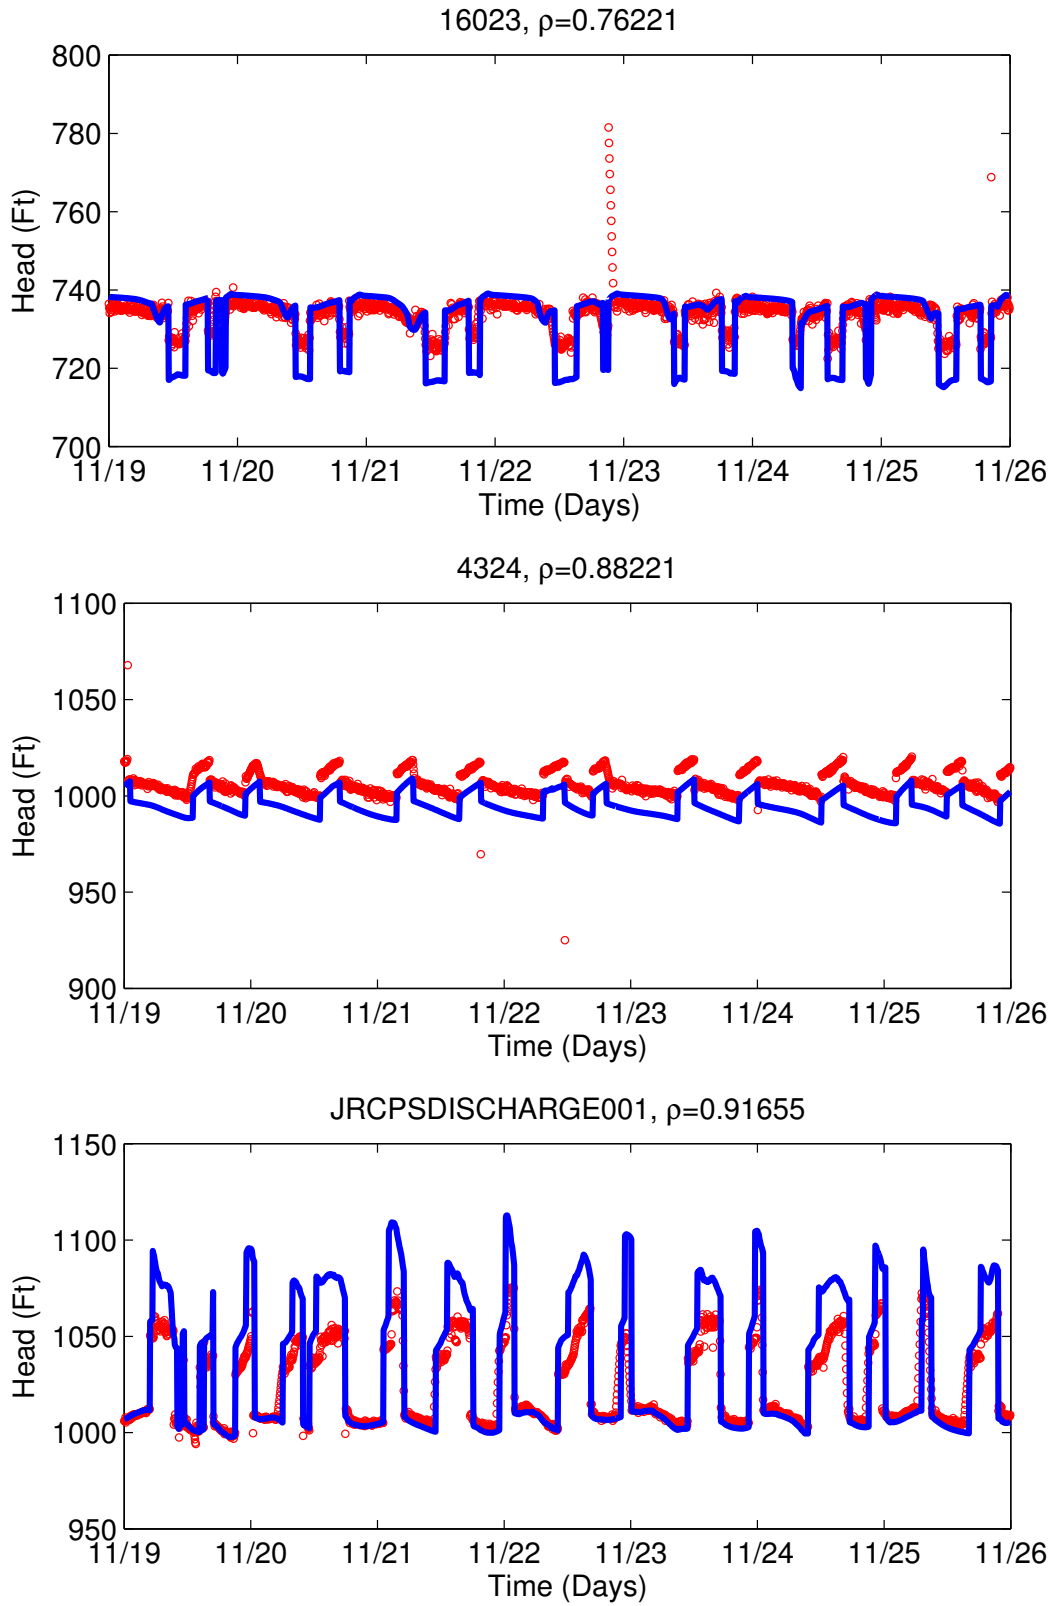 16023, ρ=0.76221
800
780
760
740
720
700
Head (Ft)
11/19 11/20 11/21 11/22 11/23 11/24 11/25 11/26
Time (Days)
4324, ρ=0.88221
1100
1050
1000
950
900
Head (Ft)
11/19 11/20 11/21 11/22 11/23 11/24 11/25 11/26
Time (Days)
JRCPSDISCHARGE001, ρ=0.91655
1150
1100
1050
1000
950
Head (Ft)
11/19 11/20 11/21 11/22 11/23 11/24 11/25 11/26
Time (Days)